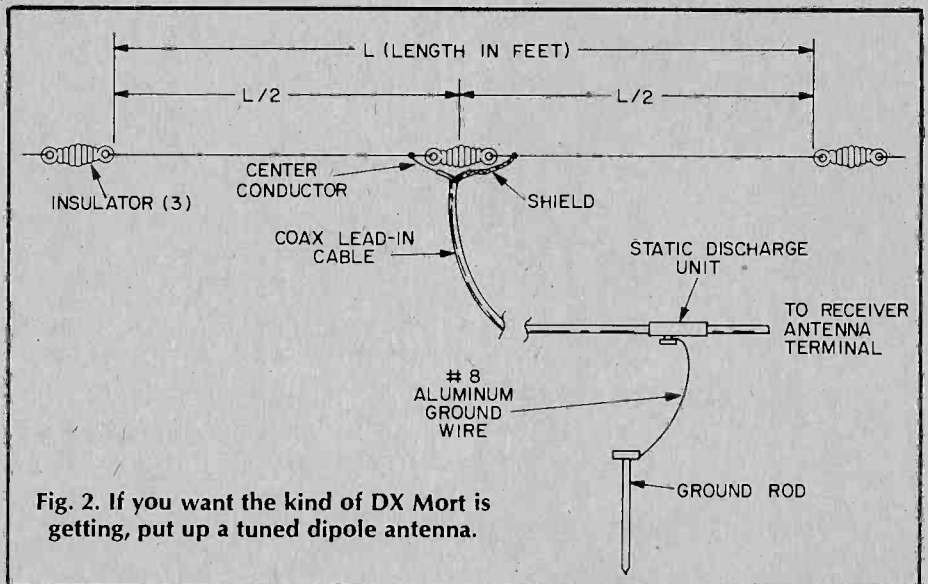 L (LENGTH IN FEET)
L/2
L/2
INSULATOR (3)
CENTER
CONDUCTOR
SHIELD
COAX LEAD-IN
CABLE
STATIC DISCHARGE
UNIT
TO RECEIVER
ANTENNA
TERMINAL
# 8
ALUMINUM
GROUND
WIRE
GROUND ROD
Fig. 2. If you want the kind of DX Mort is
getting, put up a tuned dipole antenna.